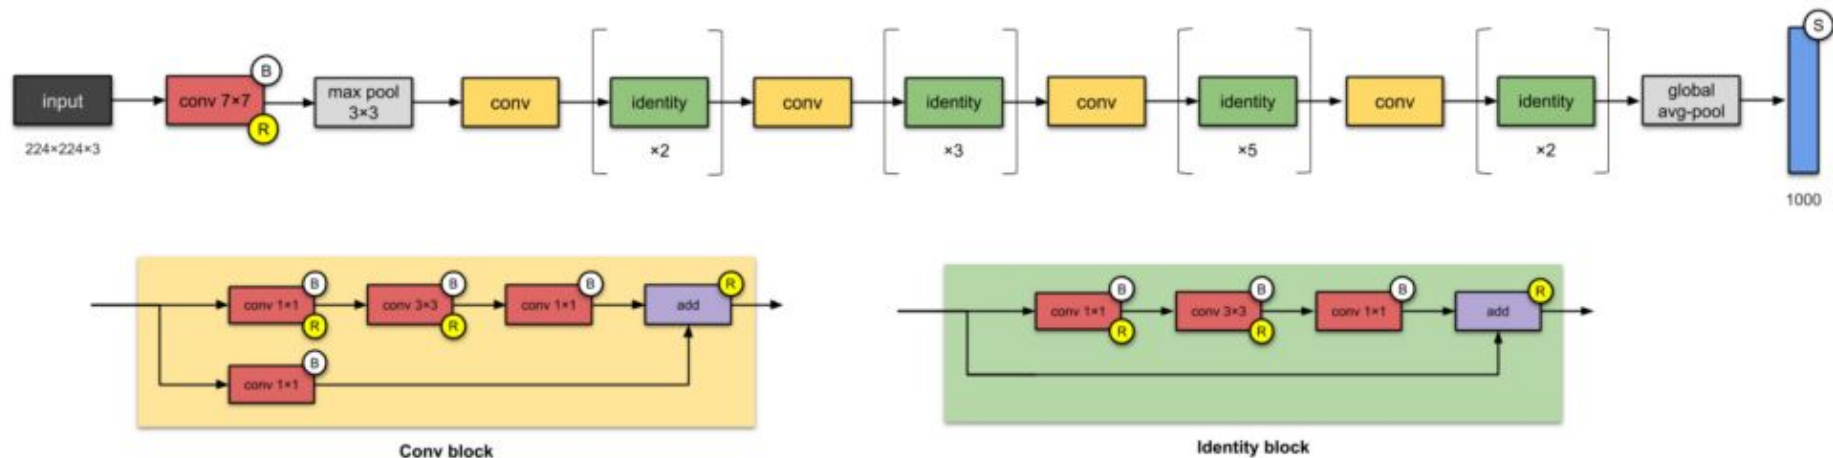 input
224×224×3
conv 7×7
B
R
max pool
3×3
conv
identity
×2
conv
identity
×3
conv
identity
×5
conv
identity
×2
global
avg-pool
S
1000
conv 1×1
B
R
conv 3×3
B
R
conv 1×1
B
add
R
conv 1×1
B
Conv block
conv 1×1
B
R
conv 3×3
B
R
conv 1×1
B
add
R
Identity block